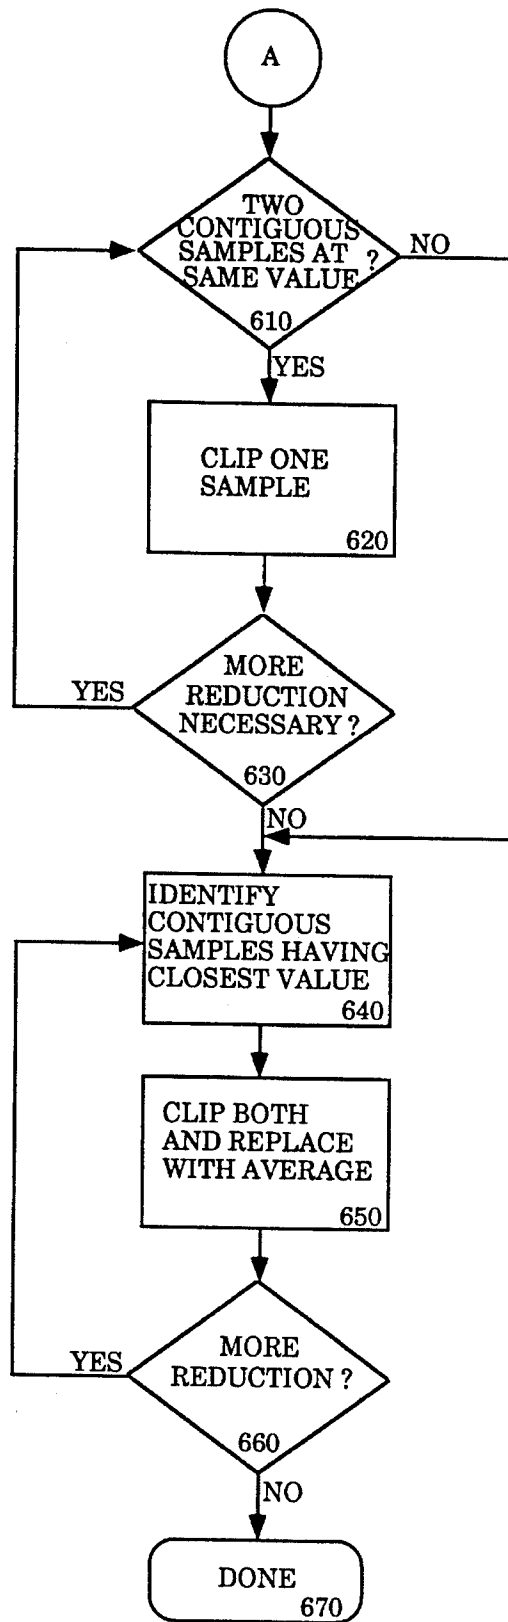 A
TWO
CONTIGUOUS
SAMPLES AT
SAME VALUE ?
NO
610
YES
CLIP ONE
SAMPLE
620
MORE
REDUCTION
NECESSARY ?
YES
630
NO
IDENTIFY
CONTIGUOUS
SAMPLES HAVING
CLOSEST VALUE
640
CLIP BOTH
AND REPLACE
WITH AVERAGE
650
MORE
REDUCTION ?
YES
660
NO
DONE
670